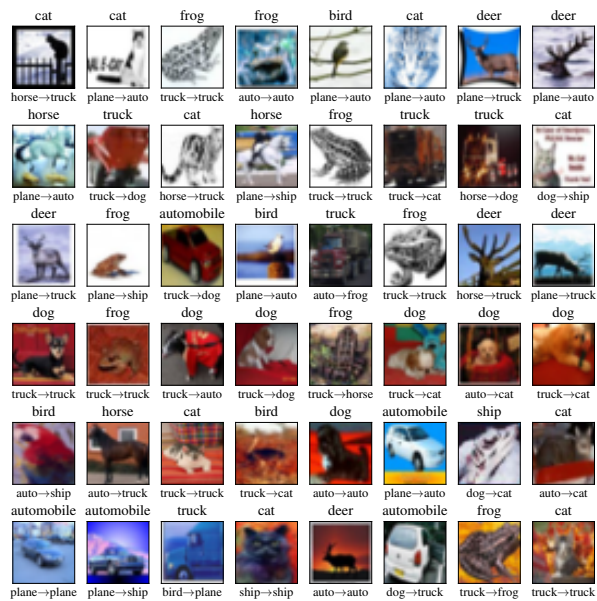 cat cat frog frog bird cat deer deer
horse→truck plane→auto truck→truck auto→auto plane→auto plane→auto plane→truck plane→auto
horse truck cat horse frog truck truck cat
plane→auto truck→dog horse→truck plane→ship truck→truck truck→cat horse→dog dog→ship
deer frog automobile bird truck frog deer deer
plane→truck plane→ship truck→dog plane→auto auto→frog truck→truck horse→truck plane→truck
dog frog dog dog frog dog dog dog
truck→truck truck→truck truck→auto truck→dog truck→horse truck→cat auto→cat truck→cat
bird horse cat bird dog automobile ship cat
auto→ship auto→truck truck→truck truck→cat auto→auto plane→auto dog→cat auto→cat
automobile automobile truck cat deer automobile frog cat
plane→plane plane→ship bird→plane ship→ship auto→auto dog→truck truck→frog truck→truck